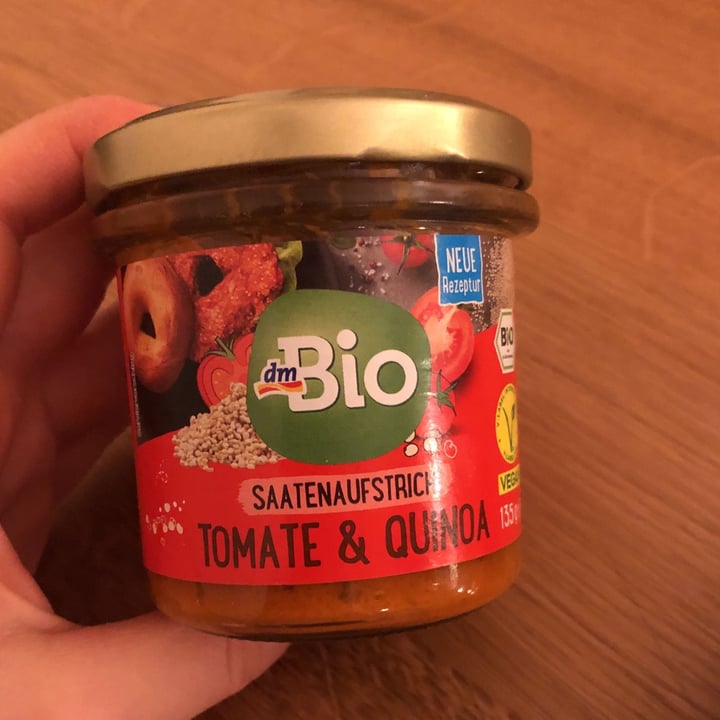 NEUE
Rezeptur
dm
Bio
BIO
SAATENAUFSTRICH
TOMATE & QUINOA
VEGAN
135 g